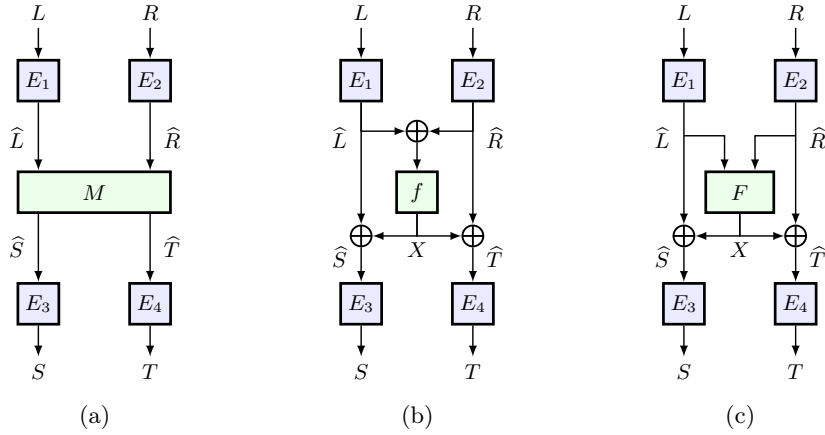 L R L R L R
E₁ E₂ E₁ E₂ E₁ E₂
L̂ R̂ L̂ R̂ L̂ R̂
M f F
Ŝ T̂ Ŝ X T̂ Ŝ X T̂
E₃ E₄ E₃ E₄ E₃ E₄
S T S T S T
(a) (b) (c)